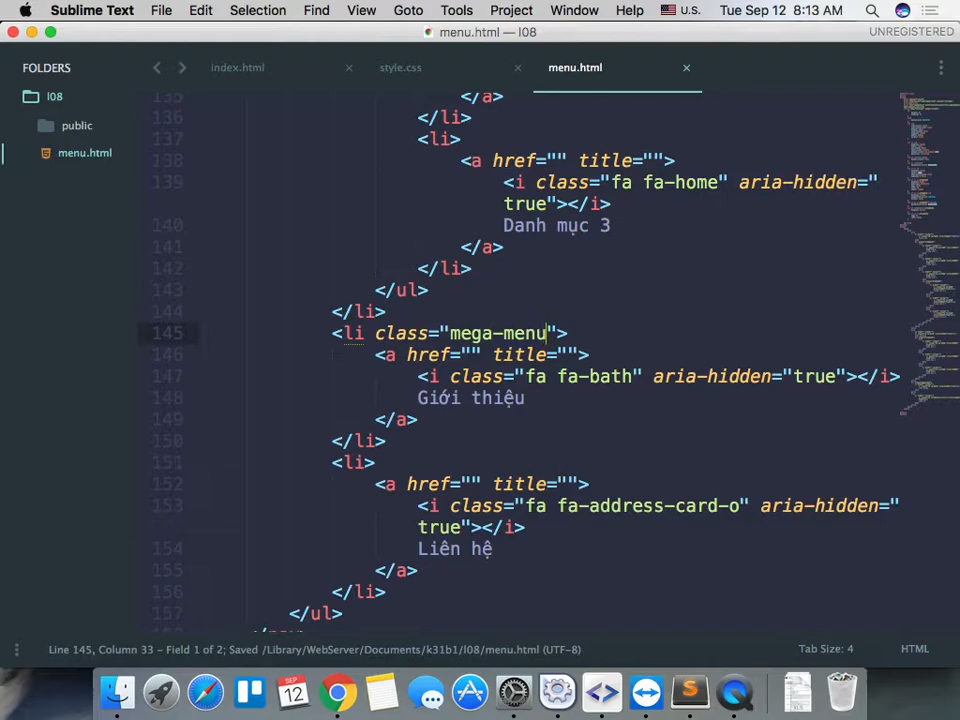 Sublime Text File Edit Selection Find View Goto Tools Project Window Help U.S. Tue Sep 12 8:13 AM
menu.html — l08 UNREGISTERED
FOLDERS
l08
public
menu.html
index.html × style.css × menu.html ×
135 </a>
136 </li>
137 <li>
138 <a href="" title="">
139 <i class="fa fa-home" aria-hidden="
true"></i>
140 Danh mục 3
141 </a>
142 </li>
143 </ul>
144 </li>
145 <li class="mega-menu">
146 <a href="" title="">
147 <i class="fa fa-bath" aria-hidden="true"></i>
148 Giới thiệu
149 </a>
150 </li>
151 <li>
152 <a href="" title="">
153 <i class="fa fa-address-card-o" aria-hidden="
true"></i>
154 Liên hệ
155 </a>
156 </li>
157 </ul>
Line 145, Column 33 - Field 1 of 2; Saved /Library/WebServer/Documents/k31b1/l08/menu.html (UTF-8) Tab Size: 4 HTML
SEP
12